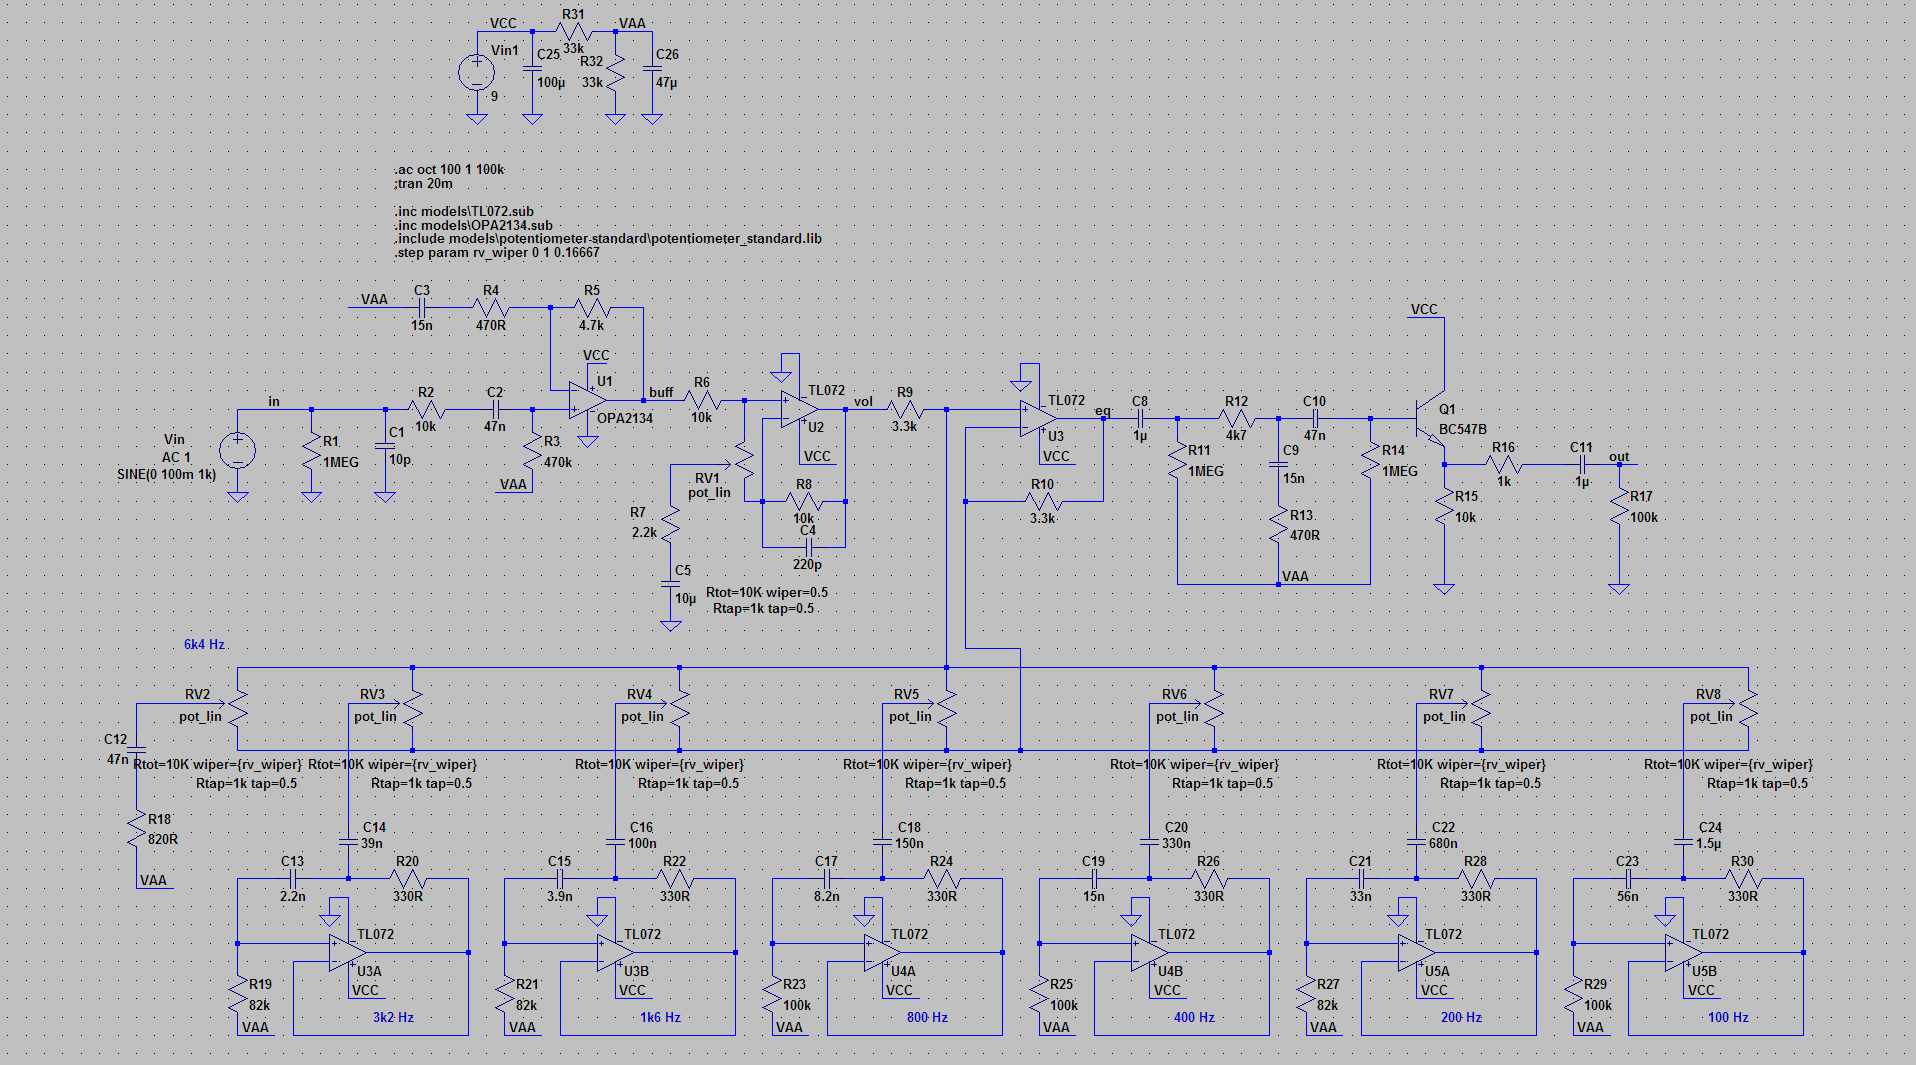 VCC
R31
33k
VAA
Vin1
9
C25
100µ
R32
33k
C26
47µ
.ac oct 100 1 100k
;tran 20m
.inc models\TL072.sub
.inc models\OPA2134.sub
.include models\potentiometer-standard\potentiometer_standard.lib
.step param rv_wiper 0 1 0.16667
VAA
C3
15n
R4
470R
R5
4.7k
VCC
U1
OPA2134
in
Vin
AC 1
SINE(0 100m 1k)
R1
1MEG
C1
10p
R2
10k
C2
47n
R3
470k
VAA
buff
R6
10k
TL072
U2
VCC
RV1
pot_lin
R7
2.2k
C5
10µ
R8
10k
C4
220p
Rtot=10K wiper=0.5
Rtap=1k tap=0.5
vol
R9
3.3k
TL072
U3
VCC
R10
3.3k
eq
C8
1µ
R11
1MEG
R12
4k7
C9
15n
R13
470R
VAA
C10
47n
R14
1MEG
VCC
Q1
BC547B
R15
10k
R16
1k
C11
1µ
out
R17
100k
6k4 Hz
RV2
pot_lin
C12
47n
Rtot=10K wiper={rv_wiper}
Rtap=1k tap=0.5
R18
820R
VAA
RV3
pot_lin
Rtot=10K wiper={rv_wiper}
Rtap=1k tap=0.5
C14
39n
C13
2.2n
R20
330R
TL072
U3A
VCC
R19
82k
VAA
3k2 Hz
RV4
pot_lin
Rtot=10K wiper={rv_wiper}
Rtap=1k tap=0.5
C16
100n
C15
3.9n
R22
330R
TL072
U3B
VCC
R21
82k
VAA
1k6 Hz
RV5
pot_lin
Rtot=10K wiper={rv_wiper}
Rtap=1k tap=0.5
C18
150n
C17
8.2n
R24
330R
TL072
U4A
VCC
R23
100k
VAA
800 Hz
RV6
pot_lin
Rtot=10K wiper={rv_wiper}
Rtap=1k tap=0.5
C20
330n
C19
15n
R26
330R
TL072
U4B
VCC
R25
100k
VAA
400 Hz
RV7
pot_lin
Rtot=10K wiper={rv_wiper}
Rtap=1k tap=0.5
C22
680n
C21
33n
R28
330R
TL072
U5A
VCC
R27
82k
VAA
200 Hz
RV8
pot_lin
Rtot=10K wiper={rv_wiper}
Rtap=1k tap=0.5
C24
1.5µ
C23
56n
R30
330R
TL072
U5B
VCC
R29
100k
VAA
100 Hz